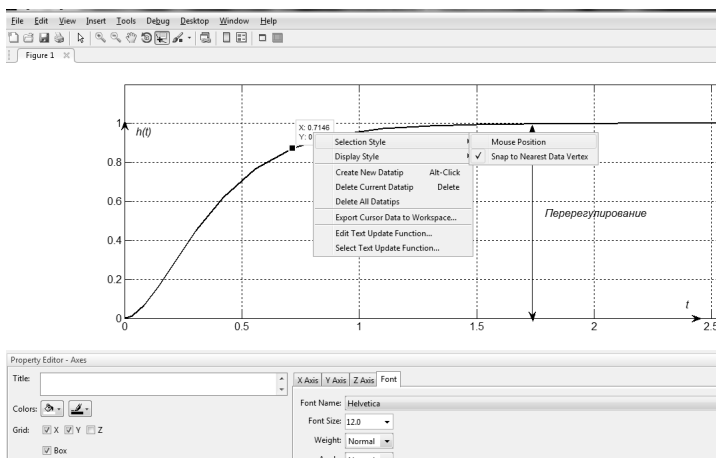 File Edit View Insert Tools Debug Desktop Window Help
Figure 1
1
h(t)
X: 0.7146
Y: 0
Selection Style
Mouse Position
Display Style
Snap to Nearest Data Vertex
Create New Datatip Alt-Click
0.8
Delete Current Datatip Delete
Delete All Datatips
0.6
Export Cursor Data to Workspace...
Перерегулирование
Edit Text Update Function...
0.4
Select Text Update Function...
0.2
t
0
0 0.5 1 1.5 2 2.5
Property Editor - Axes
Title:
X Axis Y Axis Z Axis Font
Colors:
Font Name: Helvetica
Font Size: 12.0
Grid: X Y Z
Weight: Normal
Box